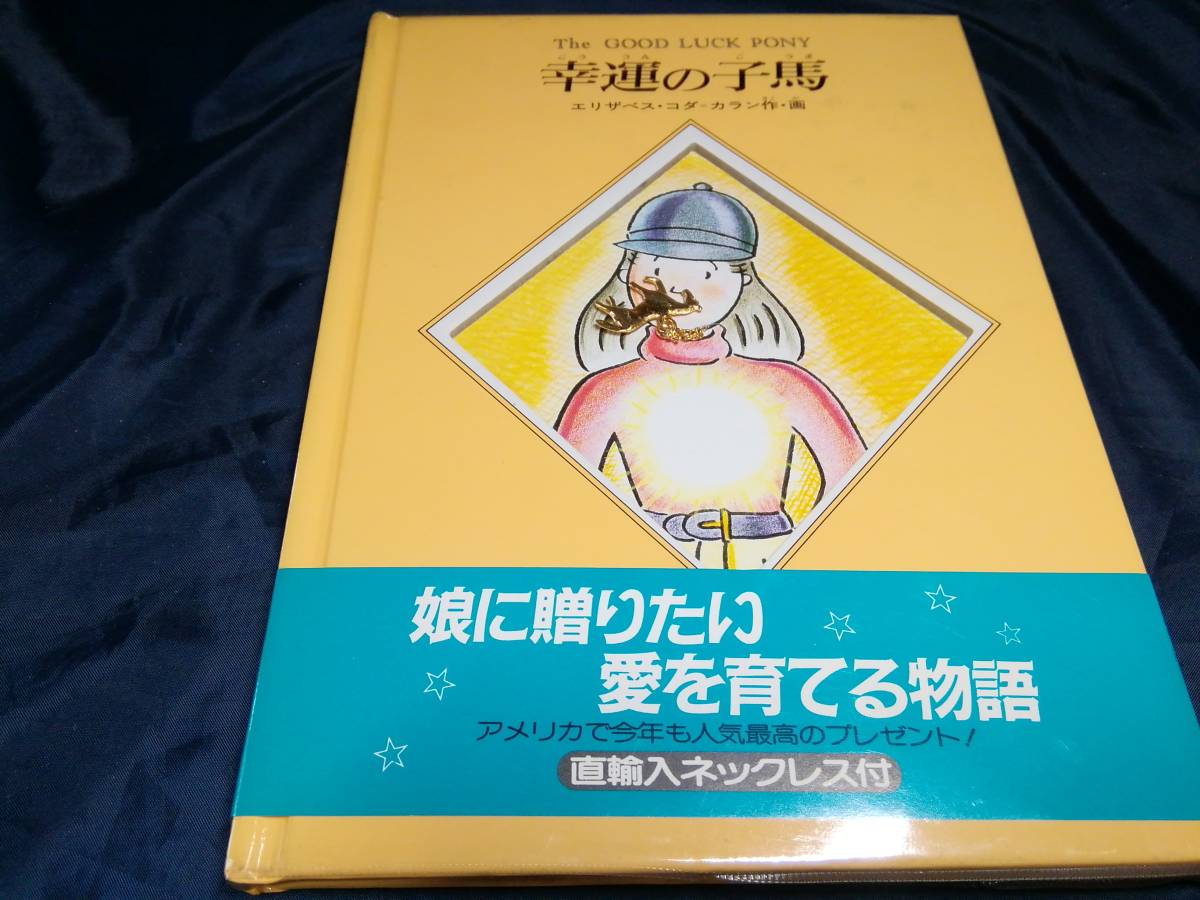 The GOOD LUCK PONY
幸運の子馬
エリザベス・コダ=カラン作・画
娘に贈りたい
愛を育てる物語
アメリカで今年も人気最高のプレゼント!
直輸入ネックレス付